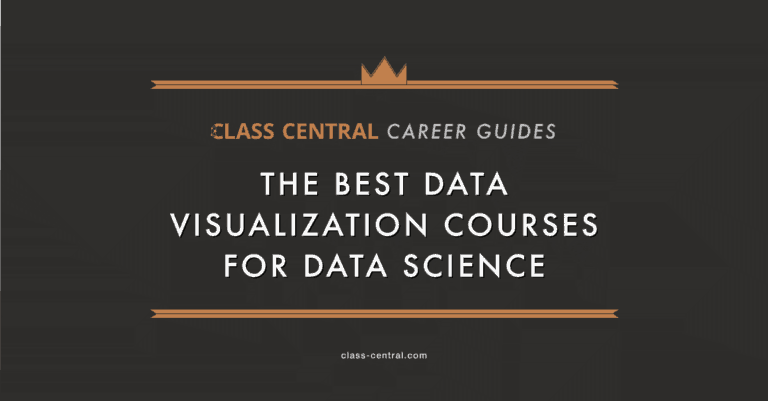 CLASS CENTRAL CAREER GUIDES
THE BEST DATA
VISUALIZATION COURSES
FOR DATA SCIENCE
class-central.com